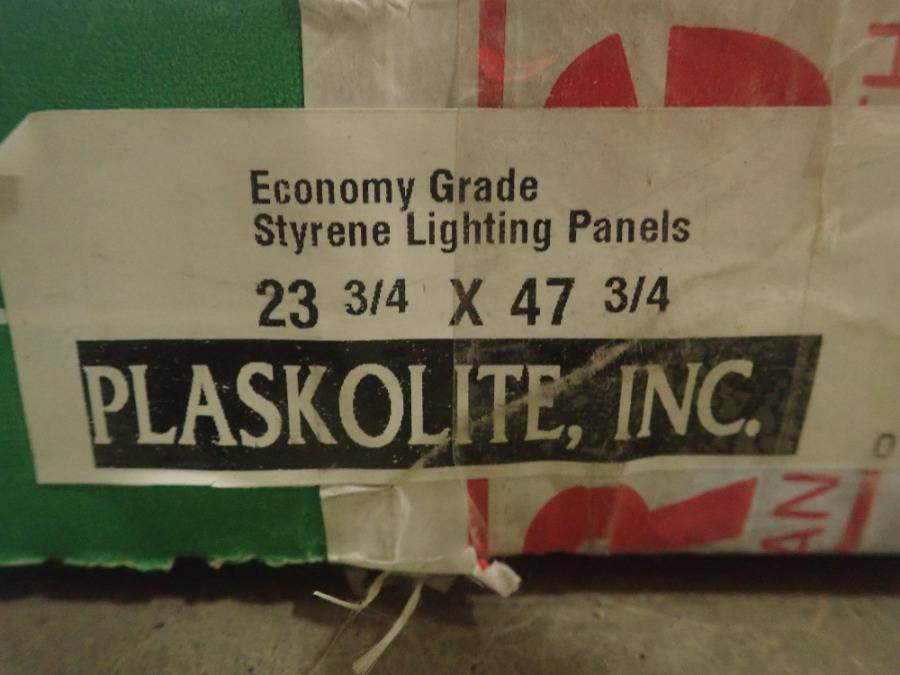 Economy Grade
Styrene Lighting Panels
23 3/4 X 47 3/4
PLASKOLITE, INC.